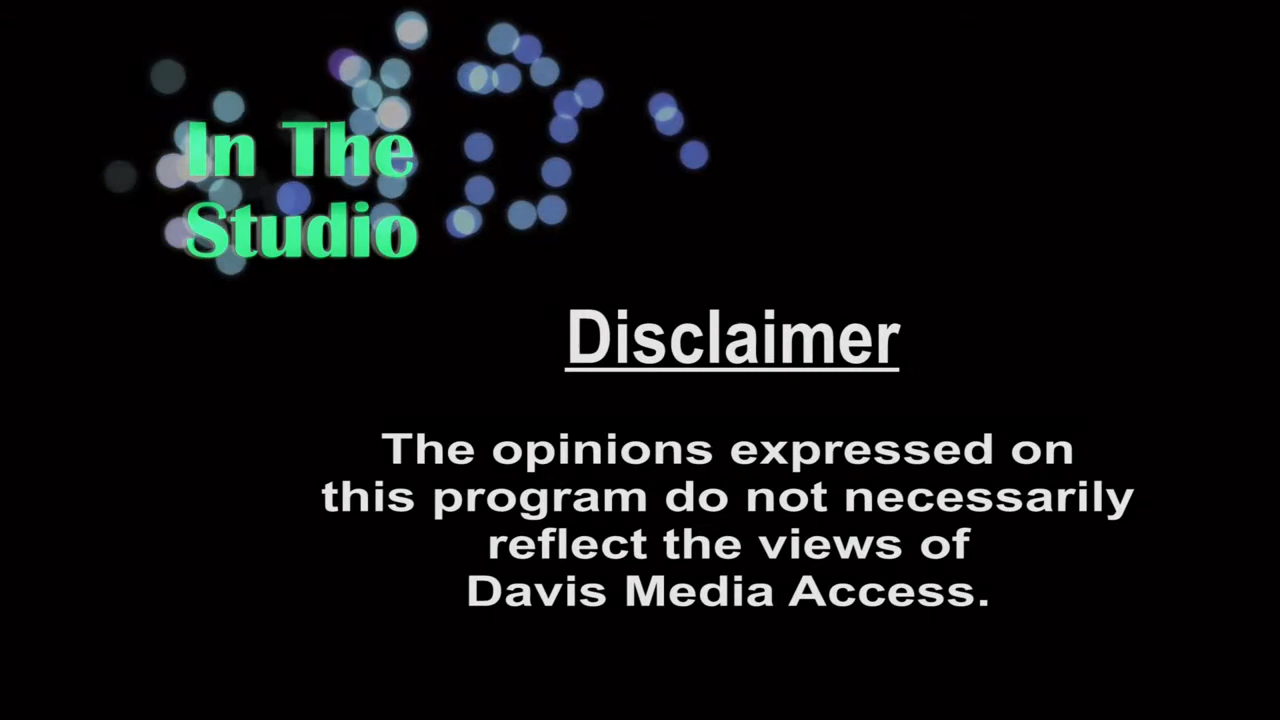 In The
Studio
Disclaimer
The opinions expressed on
this program do not necessarily
reflect the views of
Davis Media Access.